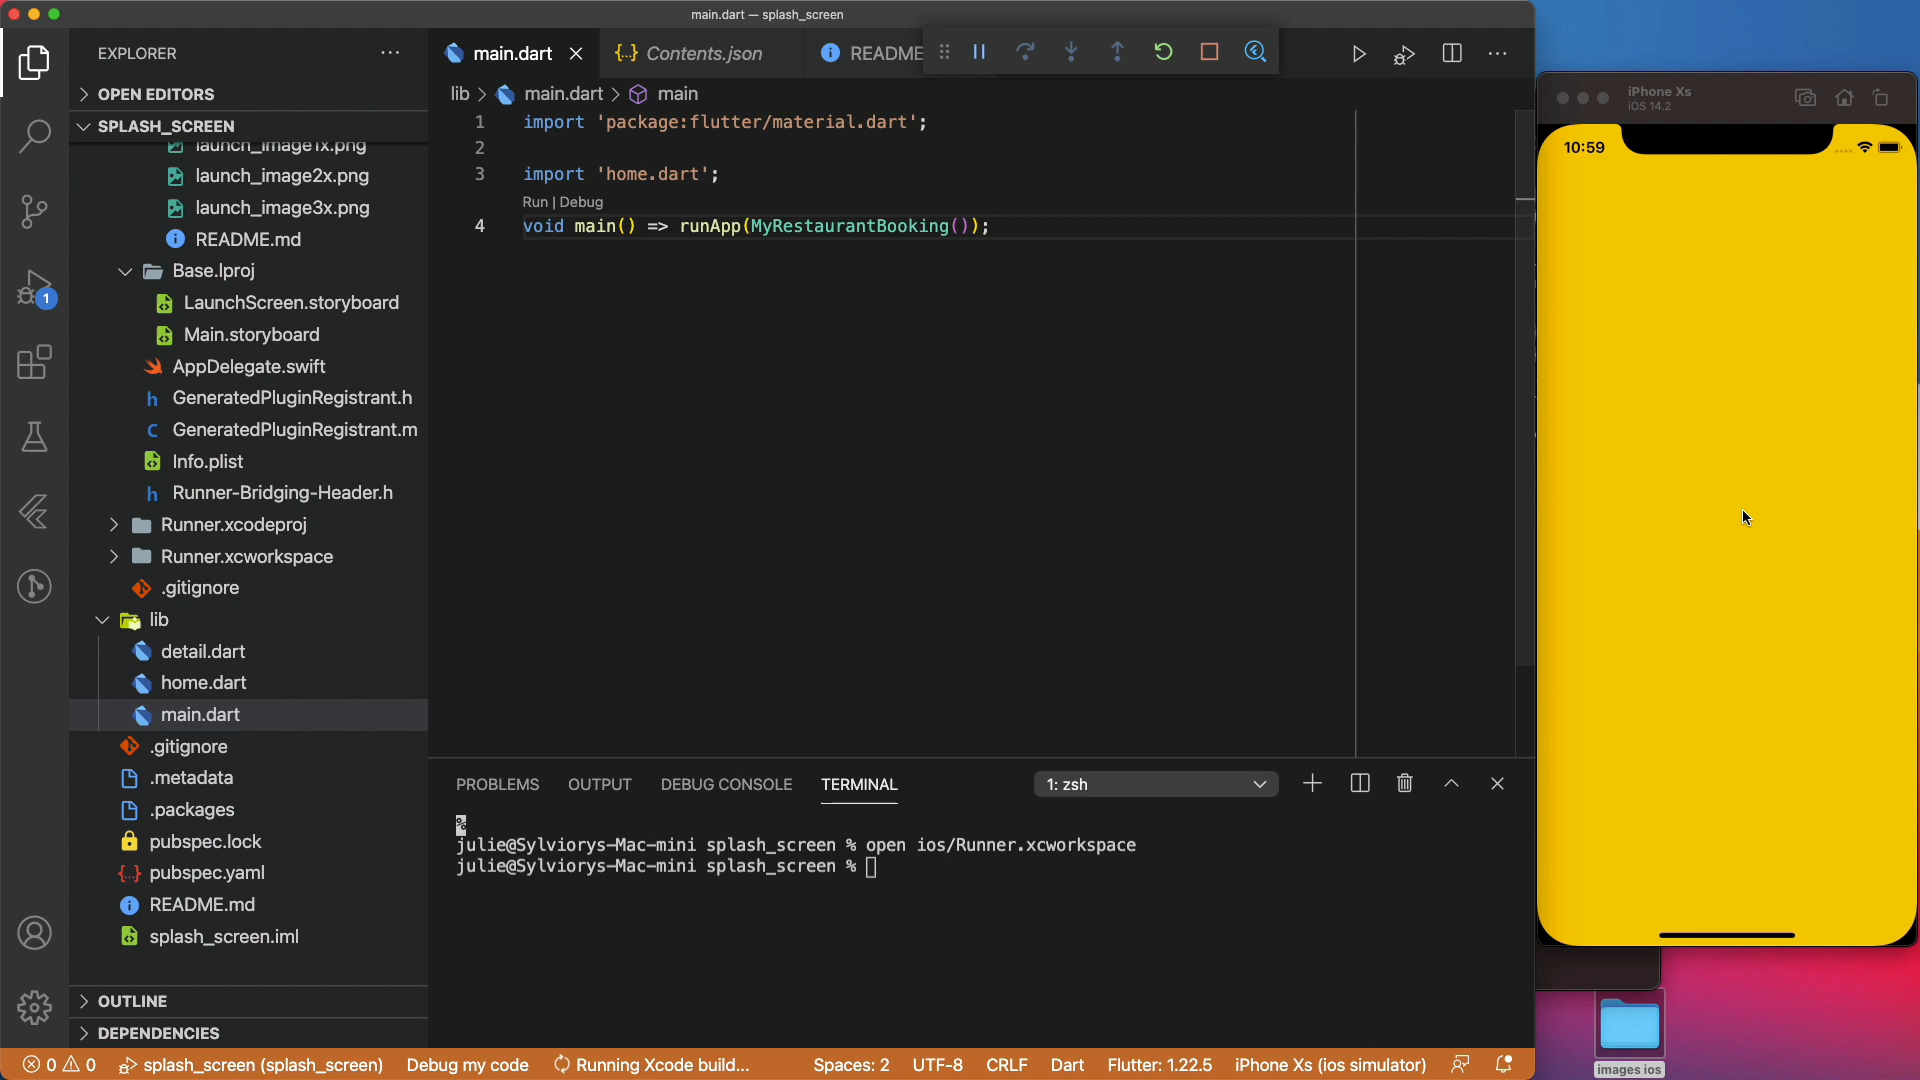 main.dart — splash_screen
EXPLORER
main.dart
Contents.json
README
OPEN EDITORS
SPLASH_SCREEN
lib > main.dart > main
launch_image1x.png
launch_image2x.png
launch_image3x.png
README.md
Base.lproj
LaunchScreen.storyboard
Main.storyboard
AppDelegate.swift
GeneratedPluginRegistrant.h
GeneratedPluginRegistrant.m
Info.plist
Runner-Bridging-Header.h
Runner.xcodeproj
Runner.xcworkspace
.gitignore
lib
detail.dart
home.dart
main.dart
.gitignore
.metadata
.packages
pubspec.lock
pubspec.yaml
README.md
splash_screen.iml
OUTLINE
DEPENDENCIES
1
1 import 'package:flutter/material.dart';
2
3 import 'home.dart';
Run | Debug
4 void main() => runApp(MyRestaurantBooking());
PROBLEMS
OUTPUT
DEBUG CONSOLE
TERMINAL
1: zsh
%
julie@Sylviorys-Mac-mini splash_screen % open ios/Runner.xcworkspace
julie@Sylviorys-Mac-mini splash_screen %
0 0
splash_screen (splash_screen)
Debug my code
Running Xcode build...
Spaces: 2
UTF-8
CRLF
Dart
Flutter: 1.22.5
iPhone Xs (ios simulator)
iPhone Xs
iOS 14.2
10:59
images ios